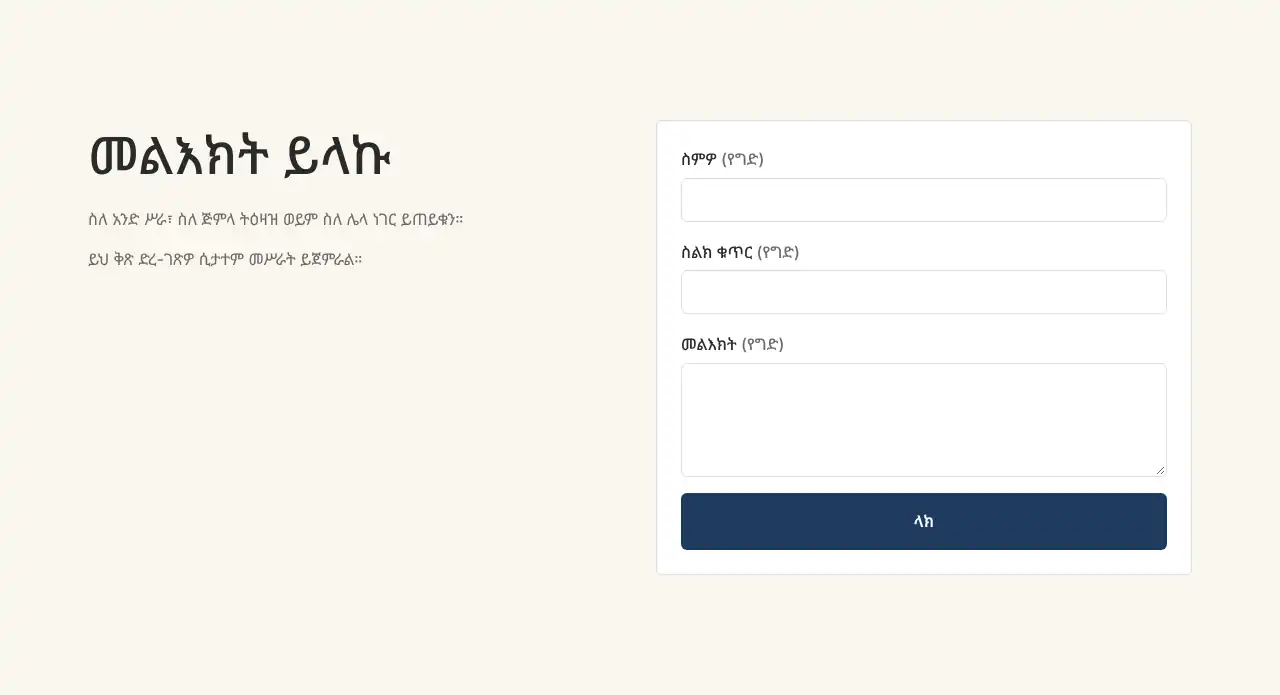 መልእክት ይላኩ
ስለ አንድ ሥራ፣ ስለ ጅምላ ትዕዛዝ ወይም ስለ ሌላ ነገር ይጠይቁን።
ይህ ቅጽ ድረ-ገጽዎ ሲታተም መሥራት ይጀምራል።
ስምዎ (የግድ)
ስልክ ቁጥር (የግድ)
መልእክት (የግድ)
ላክ